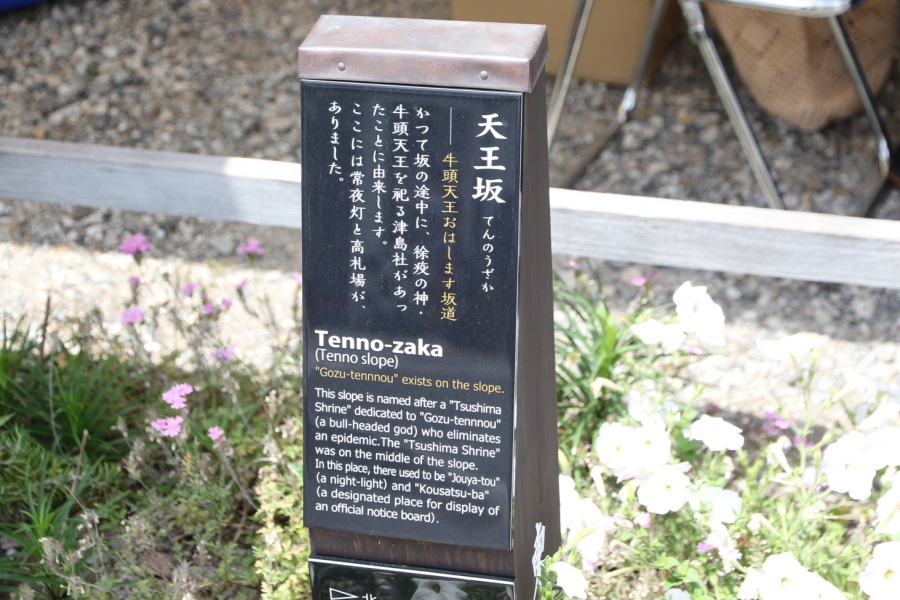 天王坂 てんのうざか
――牛頭天王おはします坂道
かつて坂の途中に、徐疫の神・
牛頭天王を祀る津島社があっ
たことに由来します。
ここには常夜灯と高札場が、
ありました。
Tenno-zaka
(Tenno slope)
"Gozu-tennnou" exists on the slope.
This slope is named after a "Tsushima
Shrine" dedicated to "Gozu-tennnou"
(a bull-headed god) who eliminates
an epidemic.The "Tsushima Shrine"
was on the middle of the slope.
In this place, there used to be "Jouya-tou"
(a night-light) and "Kousatsu-ba"
(a designated place for display of
an official notice board).
北